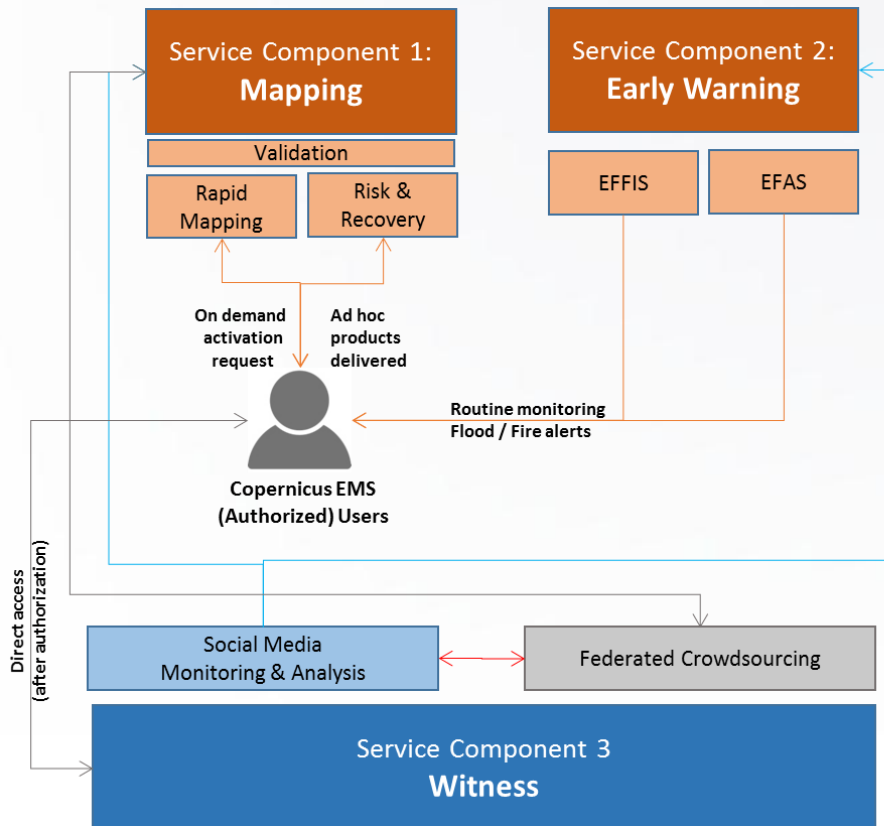 Service Component 1:
Mapping
Service Component 2:
Early Warning
Validation
Rapid
Mapping
Risk &
Recovery
EFFIS
EFAS
On demand
activation
request
Ad hoc
products
delivered
Routine monitoring
Flood / Fire alerts
Copernicus EMS
(Authorized) Users
Direct access
(after authorization)
Social Media
Monitoring & Analysis
Federated Crowdsourcing
Service Component 3
Witness